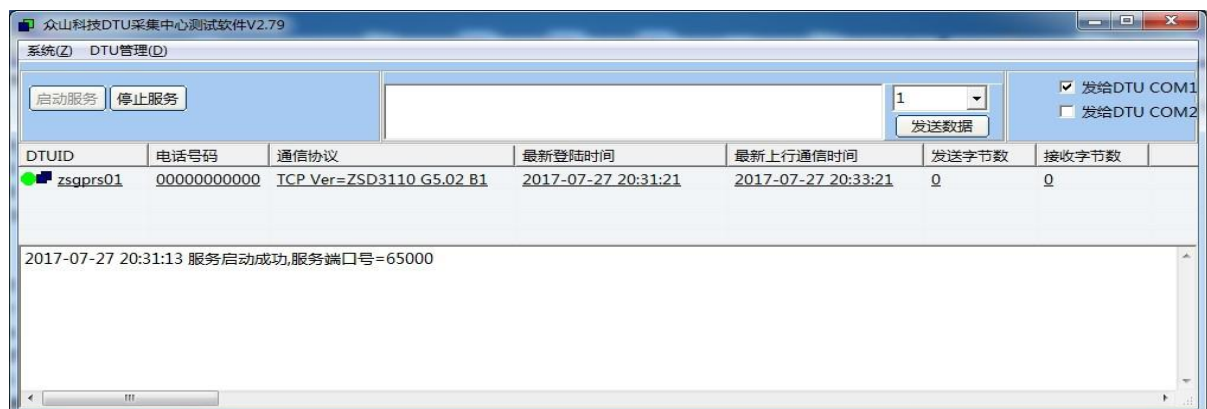 众山科技DTU采集中心测试软件V2.79
系统(Z) DTU管理(D)
启动服务 停止服务 1 发送数据
发给DTU COM1
发给DTU COM2
DTUID 电话号码 通信协议 最新登陆时间 最新上行通信时间 发送字节数 接收字节数
zsgprs01 00000000000 TCP Ver=ZSD3110 G5.02 B1 2017-07-27 20:31:21 2017-07-27 20:33:21 0 0
2017-07-27 20:31:13 服务启动成功,服务端口号=65000